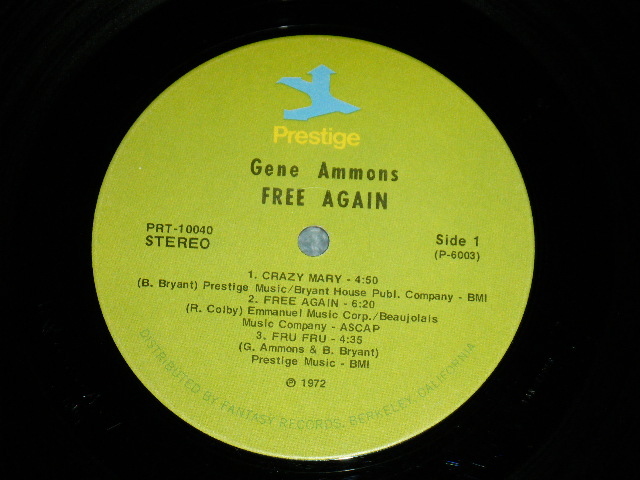 Prestige
Gene Ammons
FREE AGAIN
PRT-10040
STEREO
Side 1
(P-6003)
1. CRAZY MARY - 4:50
(B. Bryant) Prestige Music/Bryant House Publ. Company - BMI
2. FREE AGAIN - 6:20
(R. Colby) Emmanuel Music Corp./Beaujolais
Music Company - ASCAP
3. FRU FRU - 4:35
(G. Ammons & B. Bryant)
Prestige Music - BMI
℗ 1972
DISTRIBUTED BY FANTASY RECORDS, BERKELEY, CALIFORNIA